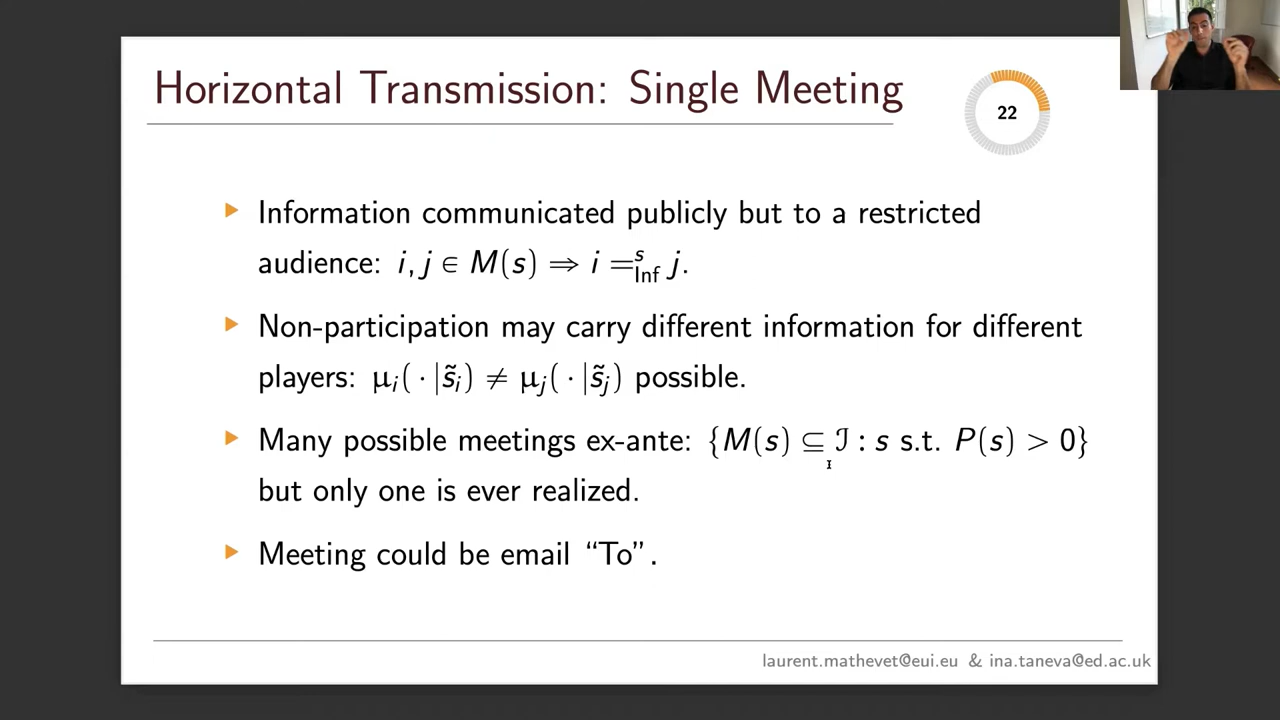 Horizontal Transmission: Single Meeting
22
▶ Information communicated publicly but to a restricted
audience: i, j ∈ M(s) ⇒ i =ˢ_Inf j.
▶ Non-participation may carry different information for different
players: μᵢ( · |s̃ᵢ) ≠ μⱼ( · |s̃ⱼ) possible.
▶ Many possible meetings ex-ante: {M(s) ⊆ ℐ : s s.t. P(s) > 0}
but only one is ever realized.
▶ Meeting could be email “To”.
laurent.mathevet@eui.eu & ina.taneva@ed.ac.uk